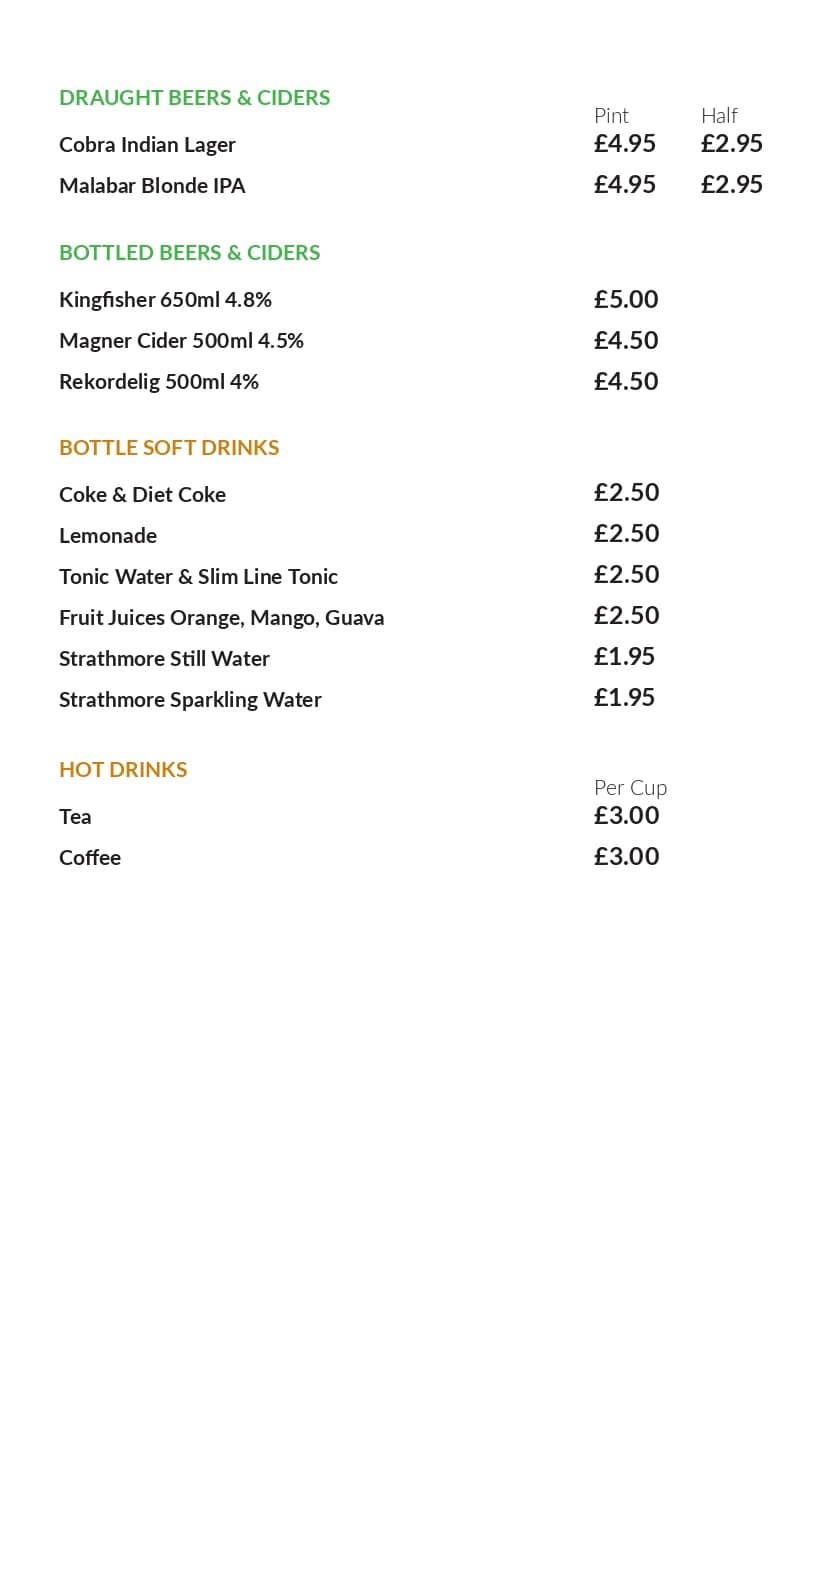 DRAUGHT BEERS & CIDERS
Pint Half
Cobra Indian Lager £4.95 £2.95
Malabar Blonde IPA £4.95 £2.95
BOTTLED BEERS & CIDERS
Kingfisher 650ml 4.8% £5.00
Magner Cider 500ml 4.5% £4.50
Rekordelig 500ml 4% £4.50
BOTTLE SOFT DRINKS
Coke & Diet Coke £2.50
Lemonade £2.50
Tonic Water & Slim Line Tonic £2.50
Fruit Juices Orange, Mango, Guava £2.50
Strathmore Still Water £1.95
Strathmore Sparkling Water £1.95
HOT DRINKS
Per Cup
Tea £3.00
Coffee £3.00